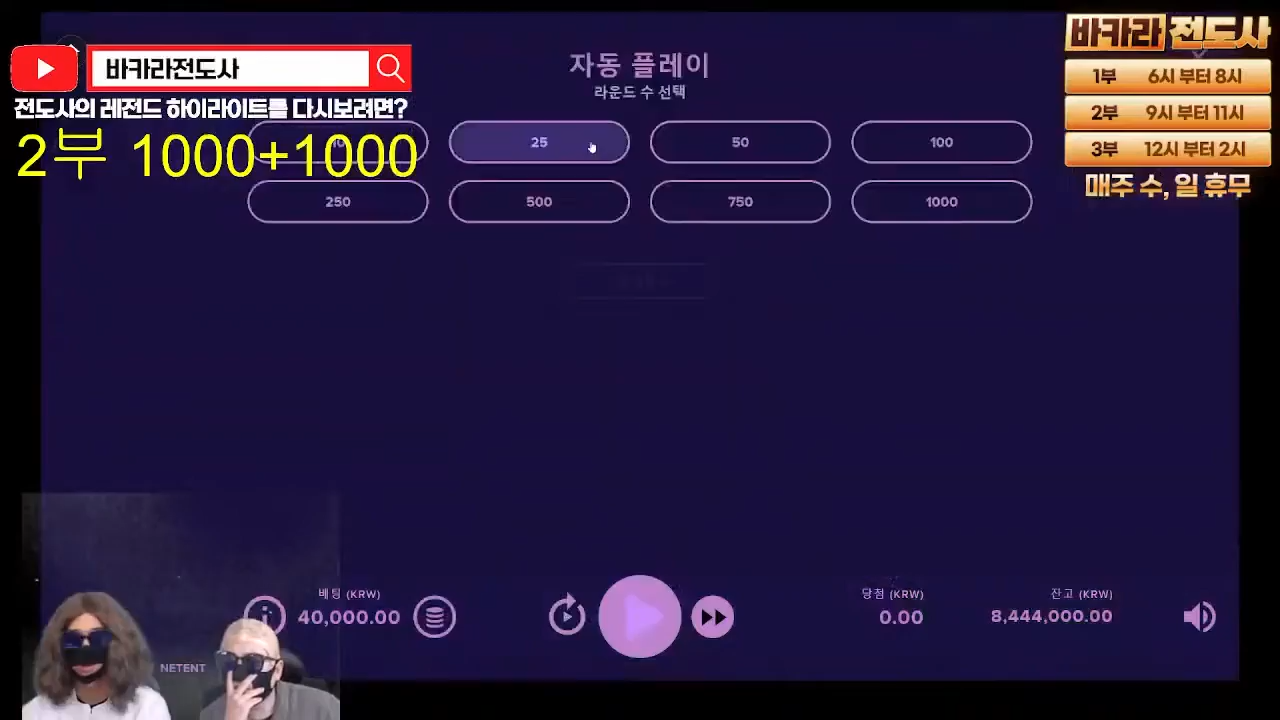 바카라전도사
전도사의 레전드 하이라이트를 다시보려면?
2부 1000+1000
자동 플레이
라운드 수 선택
10
25
50
100
250
500
750
1000
바카라 전도사
1부 6시 부터 8시
2부 9시 부터 11시
3부 12시 부터 2시
매주 수, 일 휴무
베팅 (KRW)
40,000.00
당첨 (KRW)
0.00
잔고 (KRW)
8,444,000.00
NETENT